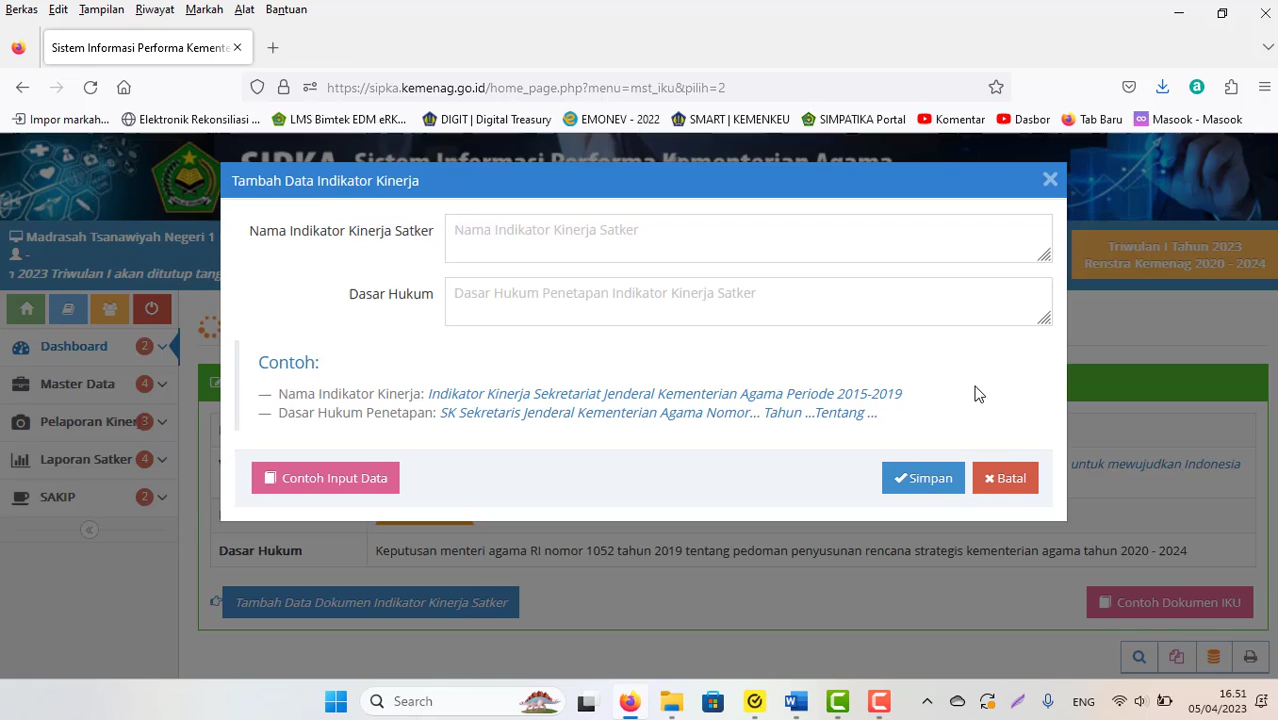 Berkas Edit Tampilan Riwayat Markah Alat Bantuan
Sistem Informasi Performa Kemente
https://sipka.kemenag.go.id/home_page.php?menu=mst_iku&pilih=2
Impor markah... Elektronik Rekonsiliasi ... LMS Bimtek EDM eRK... DIGIT | Digital Treasury EMONEV - 2022 SMART | KEMENKEU SIMPATIKA Portal Komentar Dasbor Tab Baru Masook - Masook
SIPKA Sistem Informasi Performa Kementerian Agama
Tambah Data Indikator Kinerja
Madrasah Tsanawiyah Negeri 1
-
n 2023 Triwulan I akan ditutup tang
Triwulan I Tahun 2023
Renstra Kemenag 2020 - 2024
Nama Indikator Kinerja Satker Nama Indikator Kinerja Satker
Dasar Hukum Dasar Hukum Penetapan Indikator Kinerja Satker
Dashboard 2
Master Data 4
Pelaporan Kiner 3
Laporan Satker 4
SAKIP 2
Contoh:
— Nama Indikator Kinerja: Indikator Kinerja Sekretariat Jenderal Kementerian Agama Periode 2015-2019
— Dasar Hukum Penetapan: SK Sekretaris Jenderal Kementerian Agama Nomor... Tahun ...Tentang ...
untuk mewujudkan Indonesia
Contoh Input Data Simpan Batal
Dasar Hukum Keputusan menteri agama RI nomor 1052 tahun 2019 tentang pedoman penyusunan rencana strategis kementerian agama tahun 2020 - 2024
Tambah Data Dokumen Indikator Kinerja Satker Contoh Dokumen IKU
Search
ENG
16.51
05/04/2023